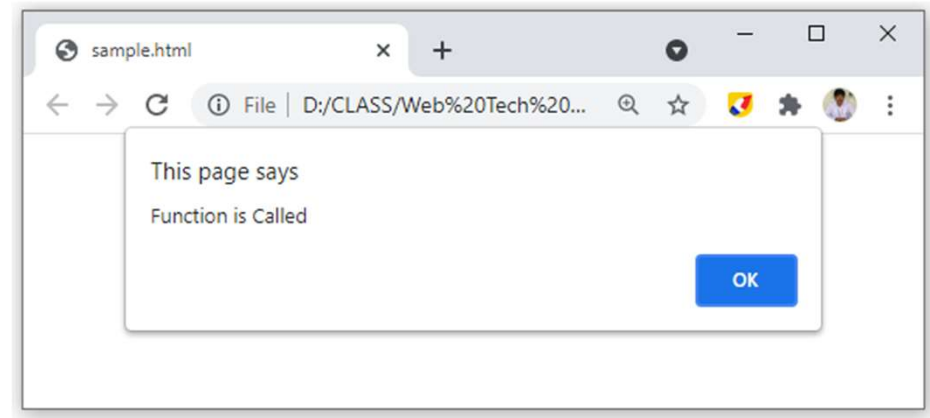 sample.html
File | D:/CLASS/Web%20Tech%20...
This page says
Function is Called
OK